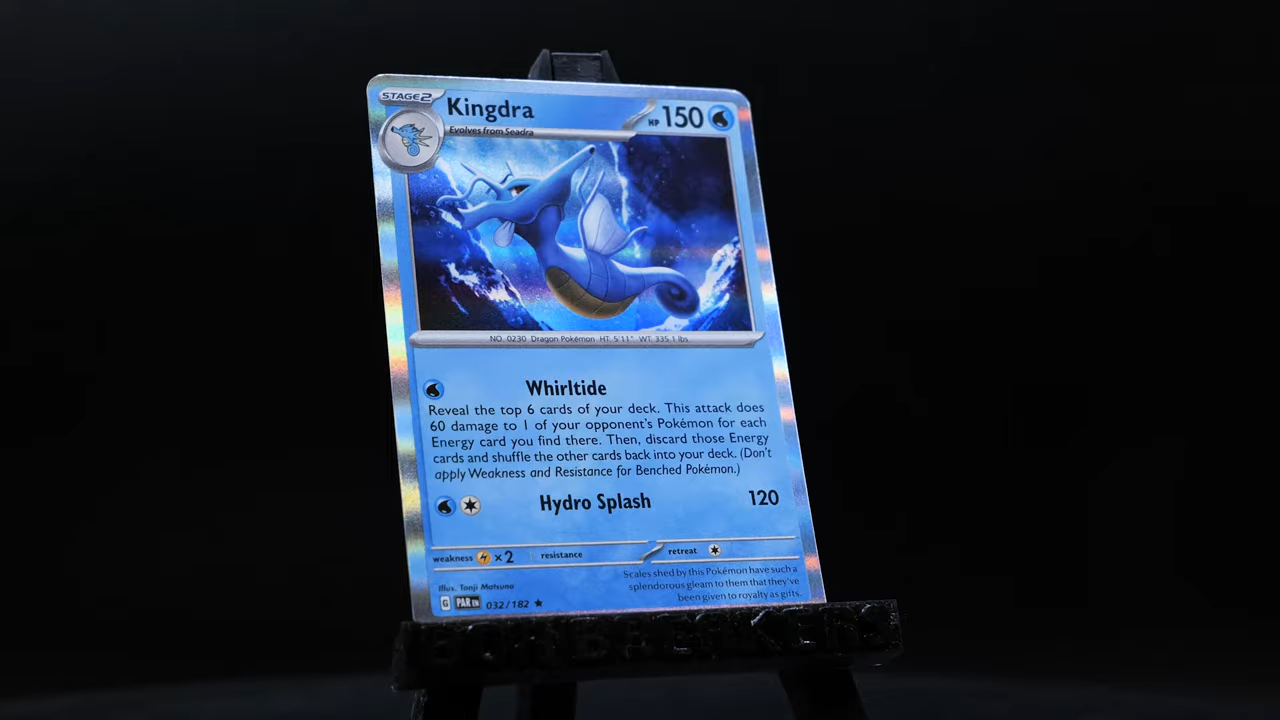 STAGE2
Kingdra
HP 150
Evolves from Seadra
NO. 0230 Dragon Pokémon HT. 5'11" WT. 335.1 lbs
Whirltide
Reveal the top 6 cards of your deck. This attack does
60 damage to 1 of your opponent's Pokémon for each
Energy card you find there. Then, discard those Energy
cards and shuffle the other cards back into your deck. (Don't
apply Weakness and Resistance for Benched Pokémon.)
Hydro Splash 120
weakness ×2 resistance retreat
Scales shed by this Pokémon have such a
splendorous gleam to them that they've
been given to royalty as gifts.
Illus. Tonji Matsuno
G PAR EN 032/182 ★